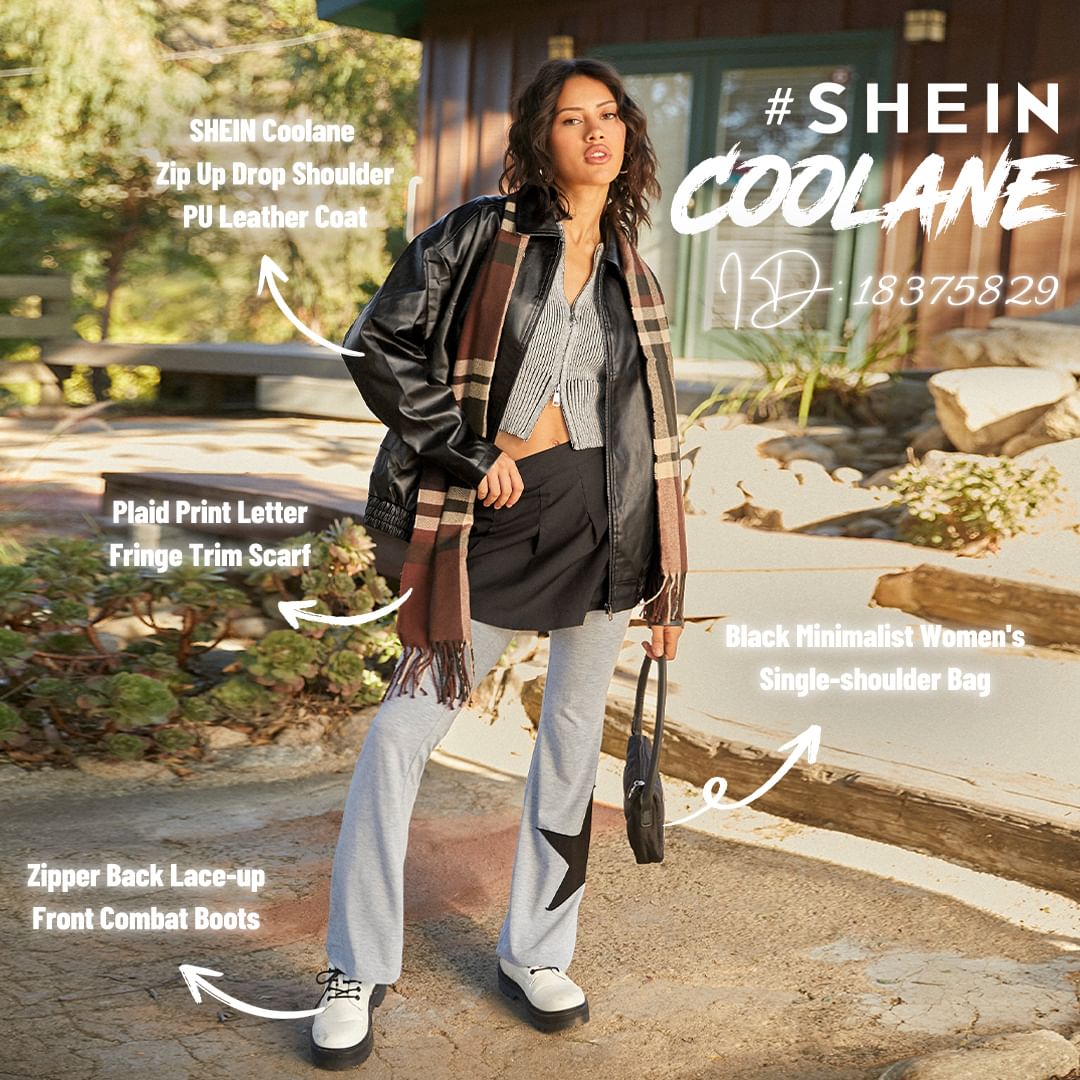 #SHEIN
COOLANE
ID: 18375829
SHEIN Coolane
Zip Up Drop Shoulder
PU Leather Coat
Plaid Print Letter
Fringe Trim Scarf
Black Minimalist Women's
Single-shoulder Bag
Zipper Back Lace-up
Front Combat Boots